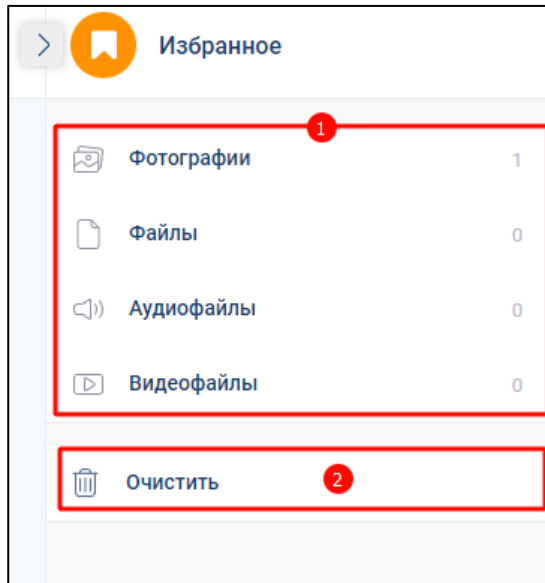 Избранное
1
Фотографии 1
Файлы 0
Аудиофайлы 0
Видеофайлы 0
Очистить 2